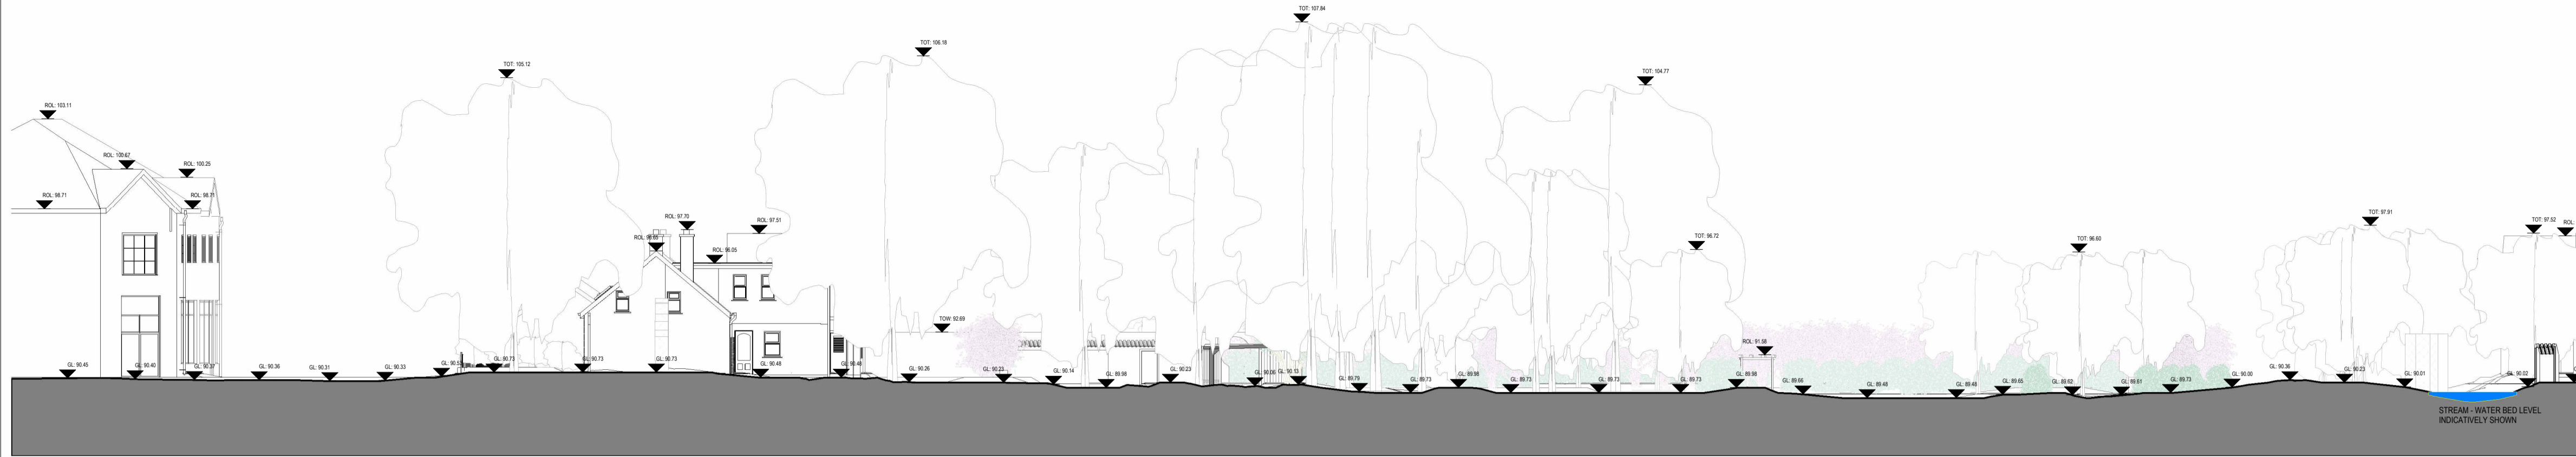 TOT: 107.84
TOT: 106.18
TOT: 105.12
TOT: 104.77
ROL: 103.11
ROL: 100.67
ROL: 100.25
ROL: 98.71
ROL: 98.71
ROL: 97.70
ROL: 97.51
ROL: 96.05
TOT: 96.72
TOT: 96.60
TOT: 97.91
TOT: 97.52
ROL:
TOW: 92.69
ROL: 91.58
GL: 90.45
GL: 90.40
GL: 90.37
GL: 90.36
GL: 90.31
GL: 90.33
GL: 90.73
GL: 90.73
GL: 90.73
GL: 90.48
GL: 90.48
GL: 90.26
GL: 90.23
GL: 90.14
GL: 89.98
GL: 90.23
GL: 90.06
GL: 90.13
GL: 89.79
GL: 89.73
GL: 89.98
GL: 89.73
GL: 89.73
GL: 89.73
GL: 89.98
GL: 89.66
GL: 89.48
GL: 89.48
GL: 89.65
GL: 89.62
GL: 89.61
GL: 89.73
GL: 90.00
GL: 90.36
GL: 90.23
GL: 90.01
GL: 90.02
STREAM - WATER BED LEVEL
INDICATIVELY SHOWN